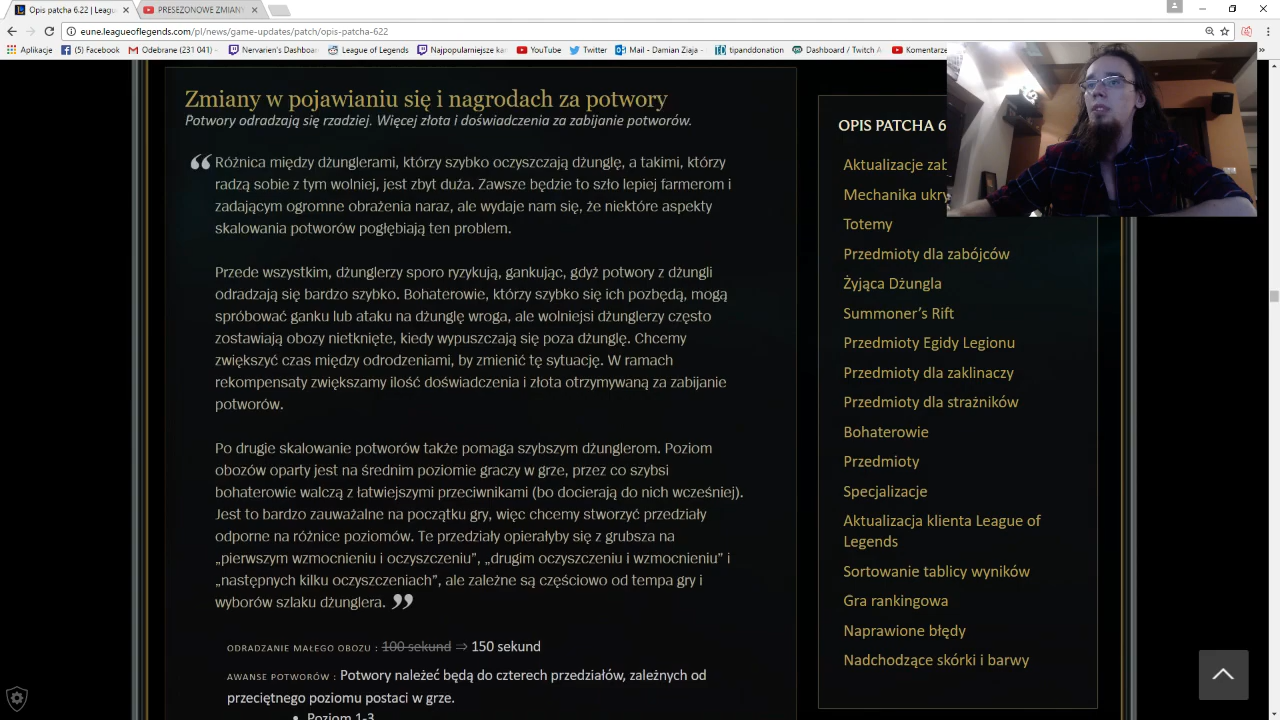 Opis patcha 6.22 | League
PRESEZONOWE ZMIANY
eune.leagueoflegends.com/pl/news/game-updates/patch/opis-patcha-622
Aplikacje (5) Facebook Odebrane (231 041) - Nervarien's Dashboa League of Legends Najpopularniejsze ka YouTube Twitter Mail - Damian Ziaja tipanddonation Dashboard / Twitch Komentarze
Zmiany w pojawianiu się i nagrodach za potwory
Potwory odradzają się rzadziej. Więcej złota i doświadczenia za zabijanie potworów.
Różnica między dżunglerami, którzy szybko oczyszczają dżunglę, a takimi, którzy
radzą sobie z tym wolniej, jest zbyt duża. Zawsze będzie to szło lepiej farmerom i
zadającym ogromne obrażenia naraz, ale wydaje nam się, że niektóre aspekty
skalowania potworów pogłębiają ten problem.
Przede wszystkim, dżunglerzy sporo ryzykują, gankując, gdyż potwory z dżungli
odradzają się bardzo szybko. Bohaterowie, którzy szybko się ich pozbędą, mogą
spróbować ganku lub ataku na dżunglę wroga, ale wolniejsi dżunglerzy często
zostawiają obozy nietknięte, kiedy wypuszczają się poza dżunglę. Chcemy
zwiększyć czas między odrodzeniami, by zmienić tę sytuację. W ramach
rekompensaty zwiększamy ilość doświadczenia i złota otrzymywaną za zabijanie
potworów.
Po drugie skalowanie potworów także pomaga szybszym dżunglerom. Poziom
obozów oparty jest na średnim poziomie graczy w grze, przez co szybsi
bohaterowie walczą z łatwiejszymi przeciwnikami (bo docierają do nich wcześniej).
Jest to bardzo zauważalne na początku gry, więc chcemy stworzyć przedziały
odporne na różnice poziomów. Te przedziały opierałyby się z grubsza na
„pierwszym wzmocnieniu i oczyszczeniu”, „drugim oczyszczeniu i wzmocnieniu” i
„następnych kilku oczyszczeniach”, ale zależne są częściowo od tempa gry i
wyborów szlaku dżunglera.
ODRADZANIE MAŁEGO OBOZU : 100 sekund ⇒ 150 sekund
AWANSE POTWORÓW : Potwory należeć będą do czterech przedziałów, zależnych od
przeciętnego poziomu postaci w grze.
• Poziom 1-3
OPIS PATCHA 6
Aktualizacje zab
Mechanika ukry
Totemy
Przedmioty dla zabójców
Żyjąca Dżungla
Summoner’s Rift
Przedmioty Egidy Legionu
Przedmioty dla zaklinaczy
Przedmioty dla strażników
Bohaterowie
Przedmioty
Specjalizacje
Aktualizacja klienta League of
Legends
Sortowanie tablicy wyników
Gra rankingowa
Naprawione błędy
Nadchodzące skórki i barwy